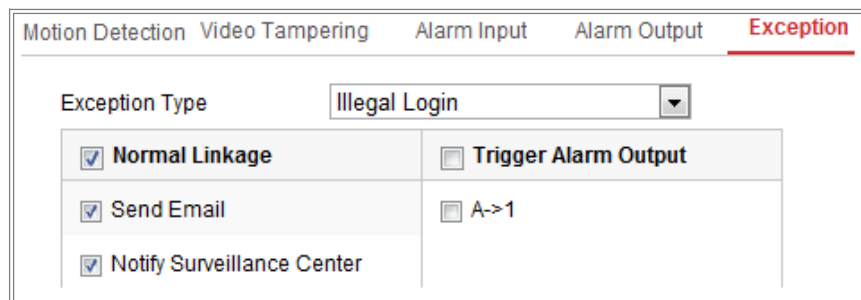 Motion Detection Video Tampering Alarm Input Alarm Output Exception
Exception Type Illegal Login
Normal Linkage Trigger Alarm Output
Send Email A->1
Notify Surveillance Center